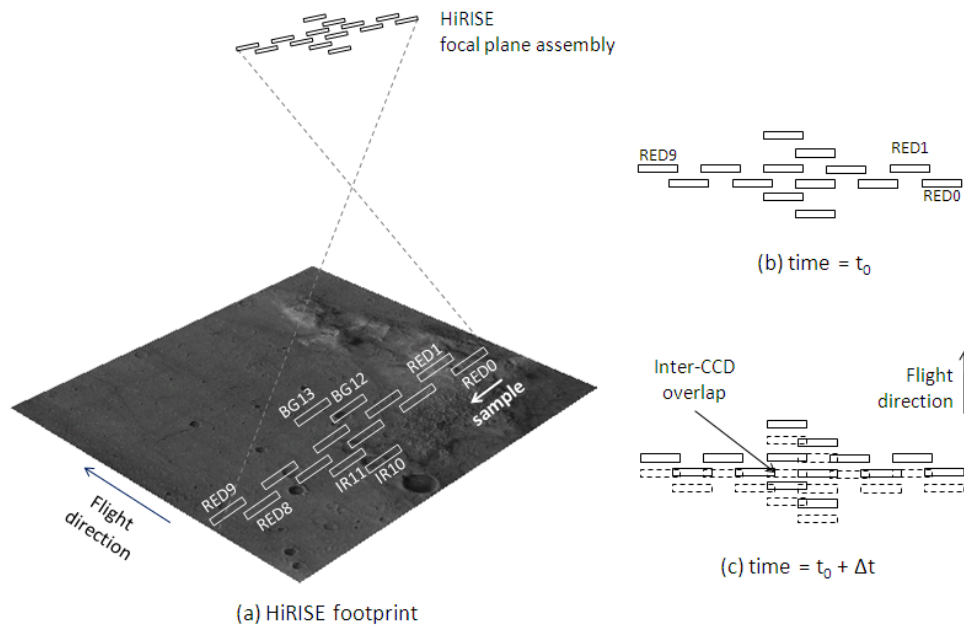 HiRISE
focal plane assembly
RED9
RED1
RED0
(b) time = t₀
BG13
BG12
RED1
RED0
sample
IR11
IR10
RED9
RED8
Flight
direction
(a) HiRISE footprint
Inter-CCD
overlap
Flight
direction
(c) time = t₀ + Δt